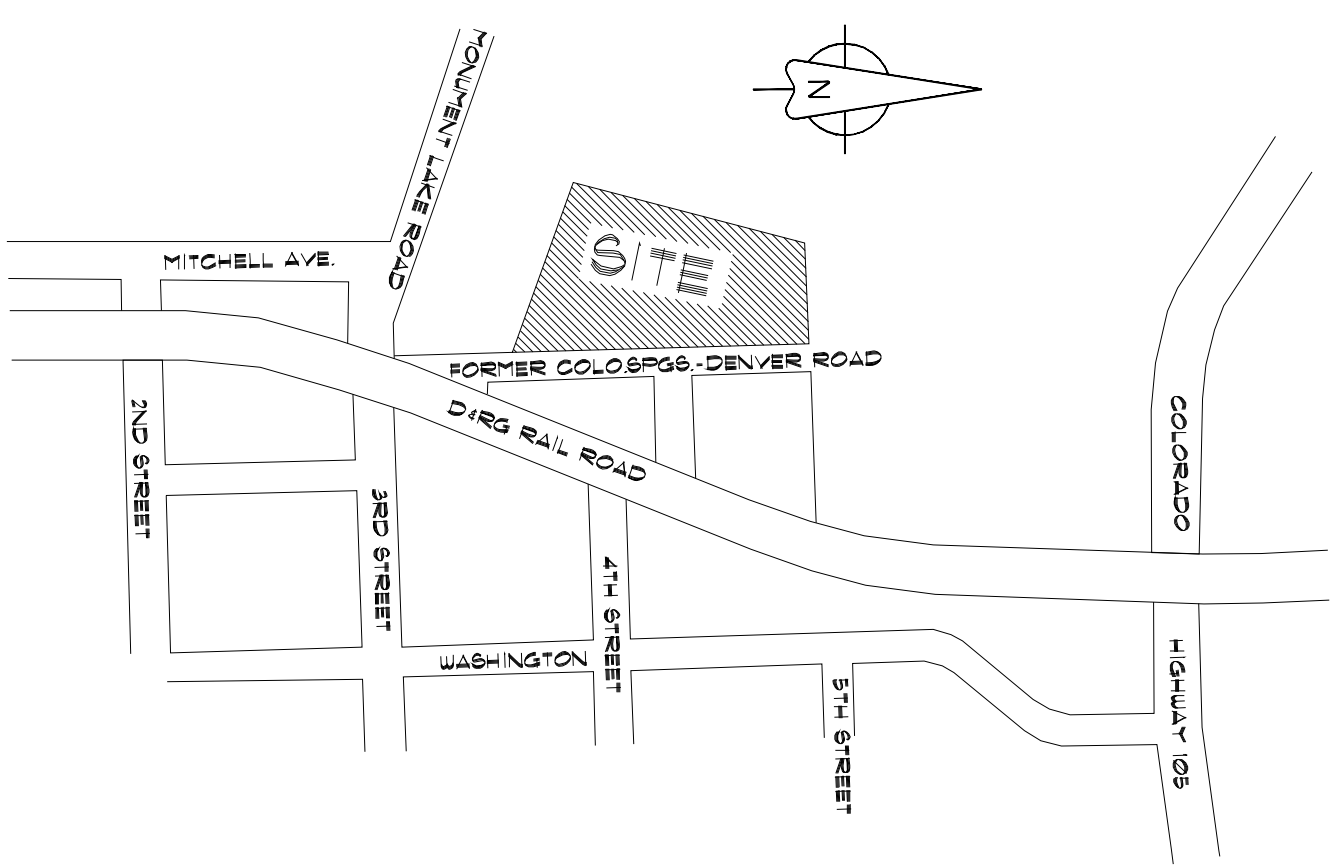 MONUMENT LAKE ROAD
N
SITE
MITCHELL AVE.
FORMER COLO.SPGS.-DENVER ROAD
D&RG RAIL ROAD
2ND STREET
COLORADO
3RD STREET
4TH STREET
WASHINGTON
HIGHWAY 105
5TH STREET